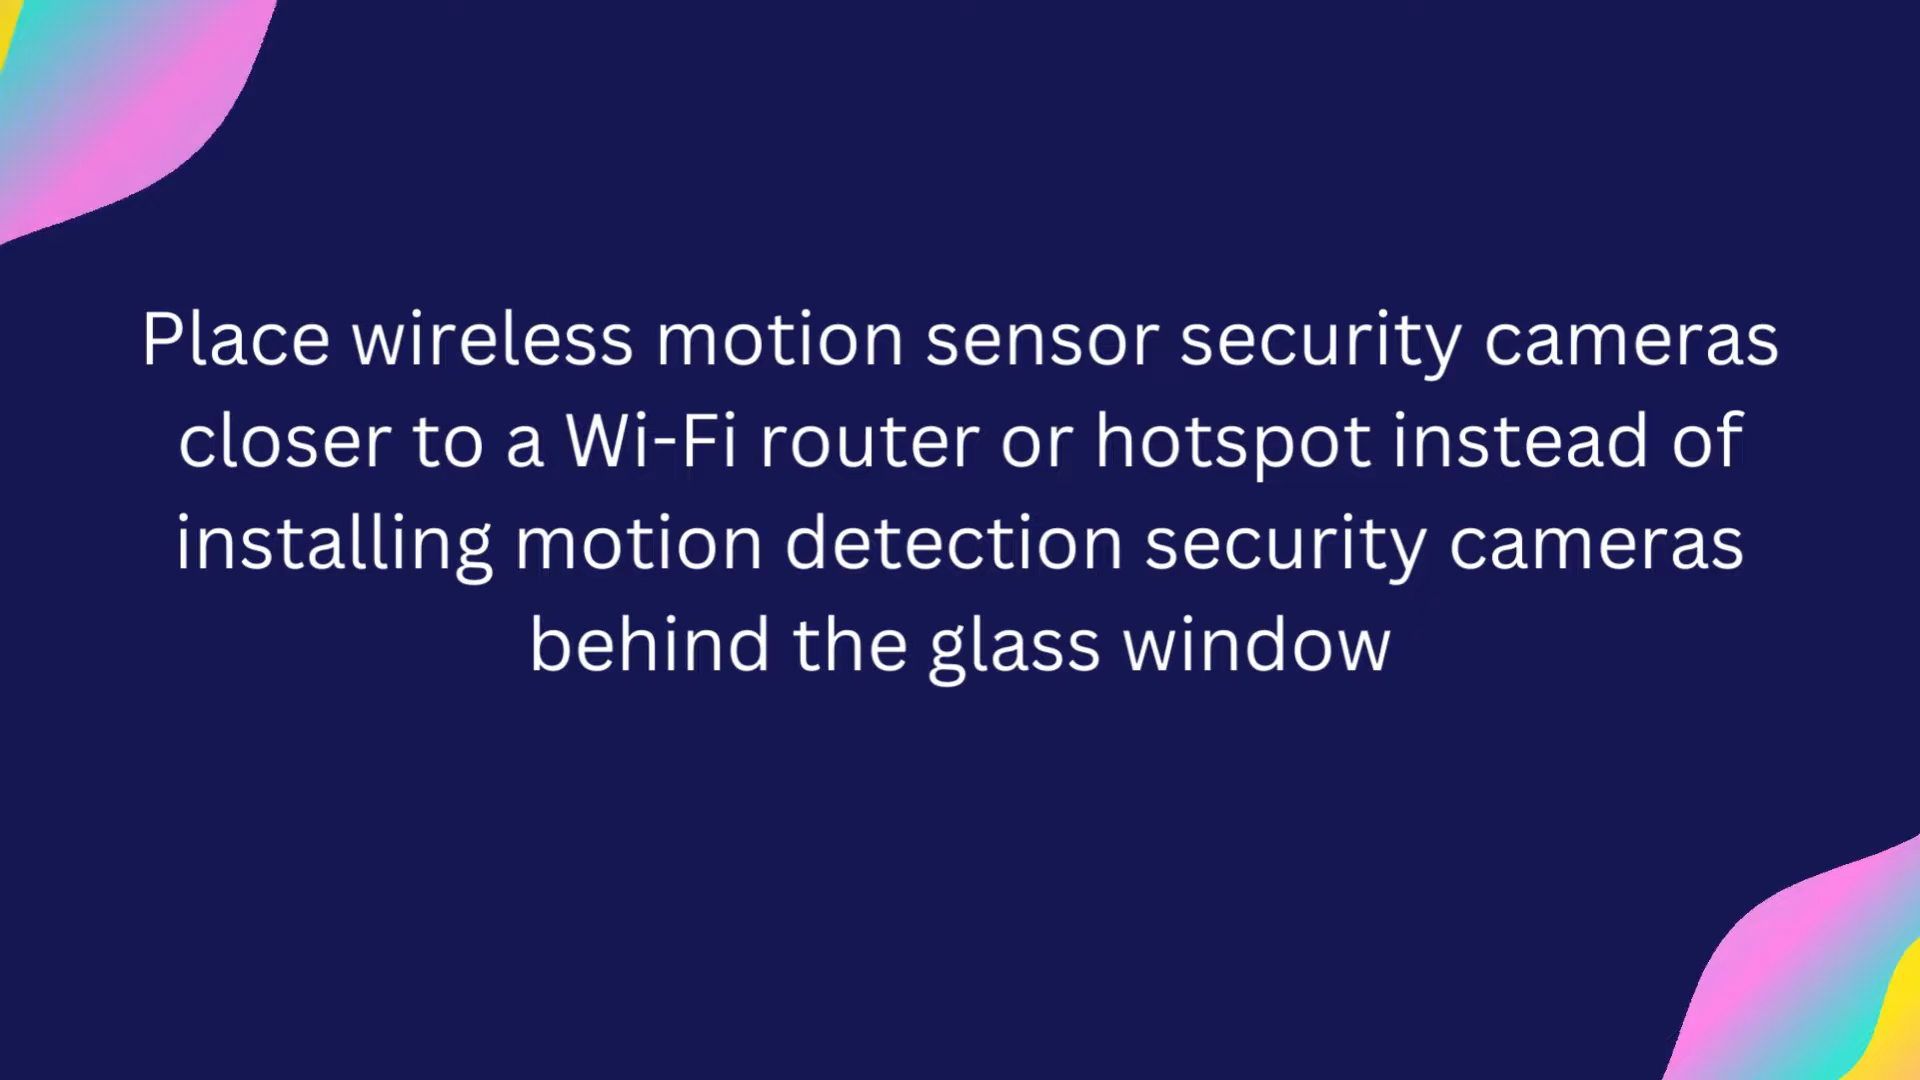 Place wireless motion sensor security cameras
closer to a Wi-Fi router or hotspot instead of
installing motion detection security cameras
behind the glass window